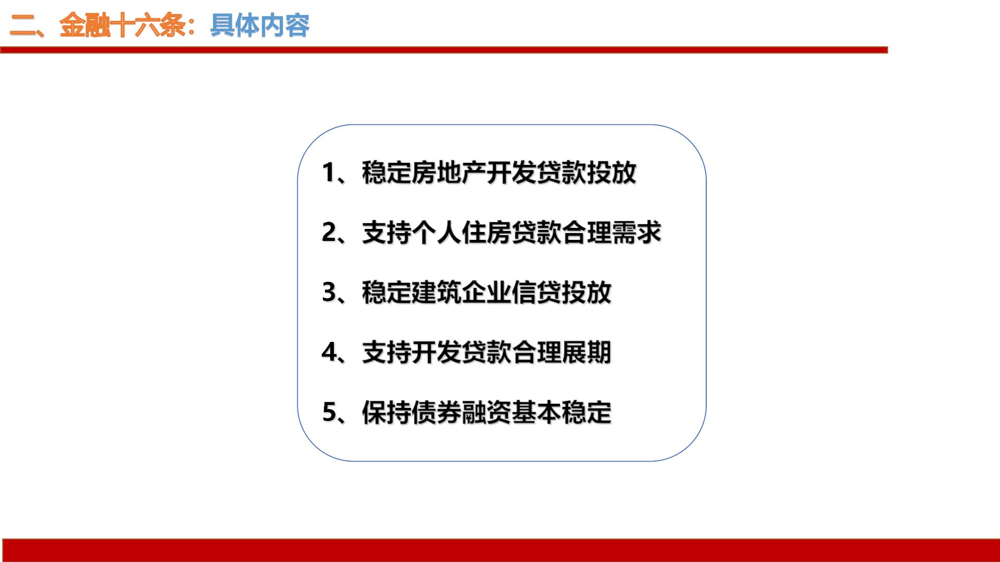 二、金融十六条：具体内容
1、稳定房地产开发贷款投放
2、支持个人住房贷款合理需求
3、稳定建筑企业信贷投放
4、支持开发贷款合理展期
5、保持债券融资基本稳定